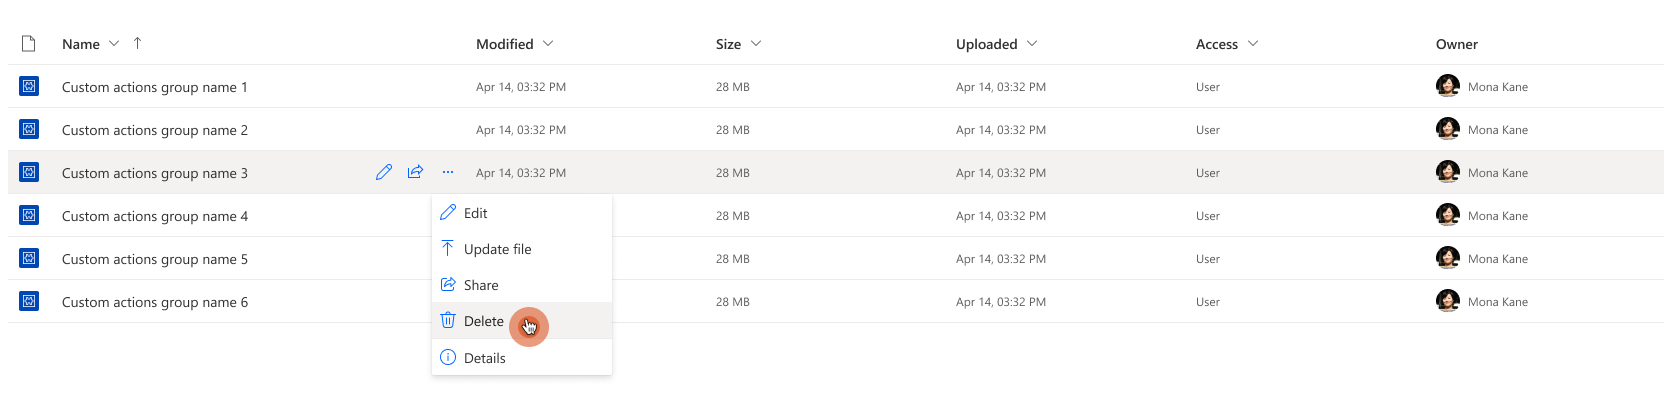 Name Modified Size Uploaded Access Owner
Custom actions group name 1 Apr 14, 03:32 PM 28 MB Apr 14, 03:32 PM User Mona Kane
Custom actions group name 2 Apr 14, 03:32 PM 28 MB Apr 14, 03:32 PM User Mona Kane
Custom actions group name 3 ... Apr 14, 03:32 PM 28 MB Apr 14, 03:32 PM User Mona Kane
Custom actions group name 4 28 MB Apr 14, 03:32 PM User Mona Kane
Custom actions group name 5 28 MB Apr 14, 03:32 PM User Mona Kane
Custom actions group name 6 28 MB Apr 14, 03:32 PM User Mona Kane
Edit
Update file
Share
Delete
Details